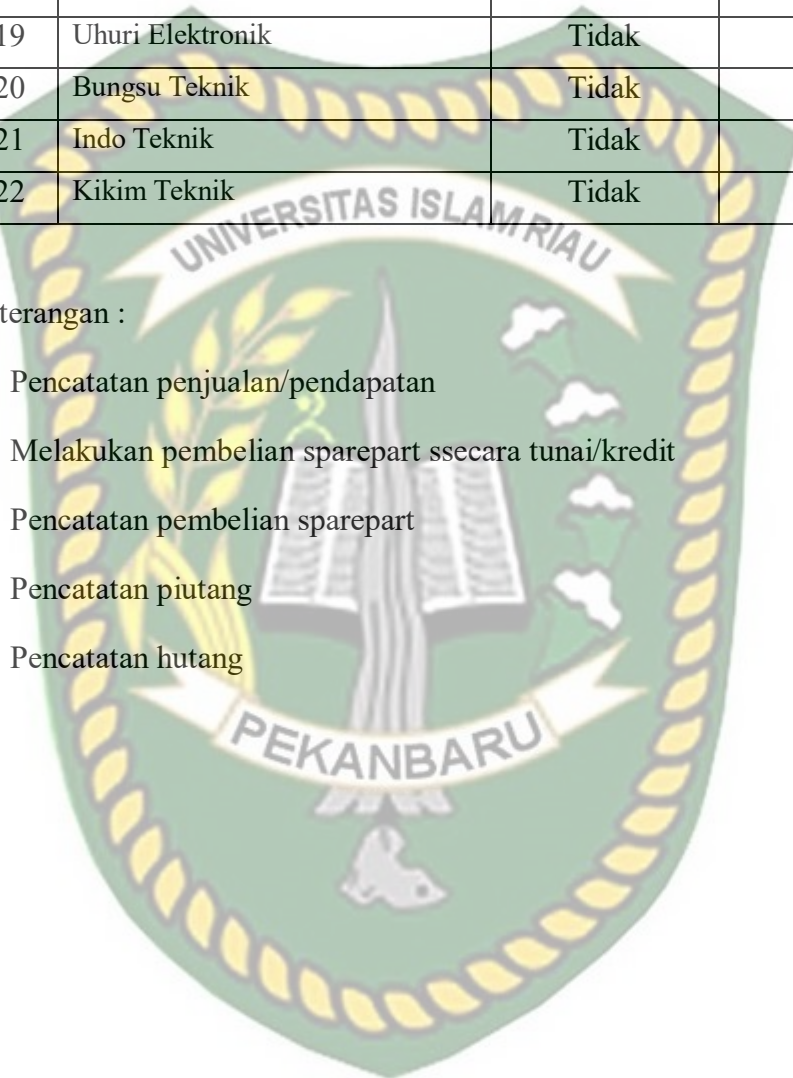 19 Uhuri Elektronik Tidak
20 Bungsu Teknik Tidak
21 Indo Teknik Tidak
22 Kikim Teknik Tidak
UNIVERSITAS ISLAM RIAU
terangan :
Pencatatan penjualan/pendapatan
Melakukan pembelian sparepart ssecara tunai/kredit
Pencatatan pembelian sparepart
Pencatatan piutang
Pencatatan hutang
PEKANBARU